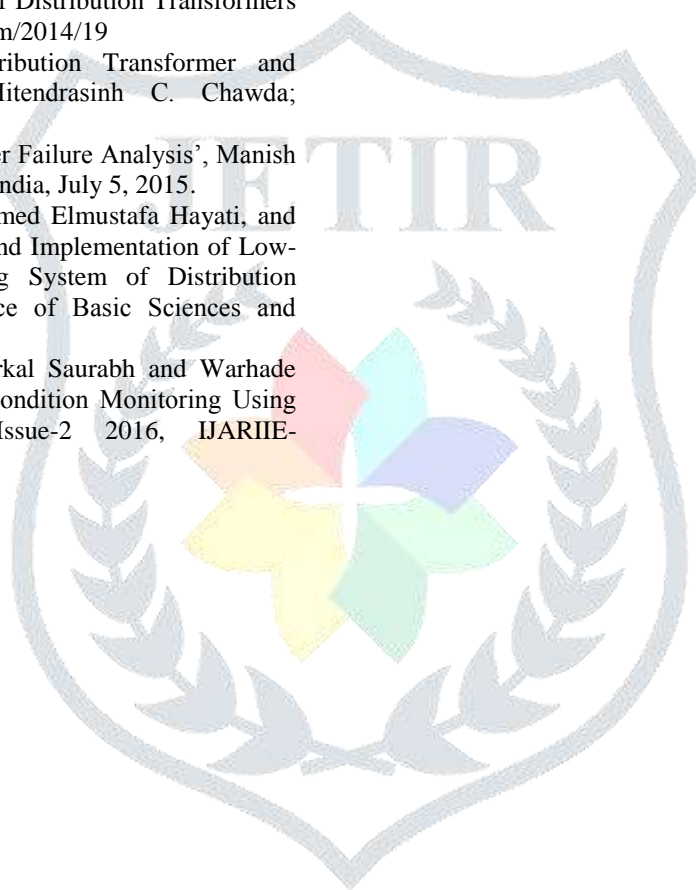 f Distribution Transformers
m/2014/19
ribution Transformer and
Hitendrasinh C. Chawda;
er Failure Analysis’, Manish
ndia, July 5, 2015.
med Elmustafa Hayati, and
nd Implementation of Low-
g System of Distribution
ce of Basic Sciences and
rkal Saurabh and Warhade
Condition Monitoring Using
Issue-2 2016, IJARIIE-
JETIR